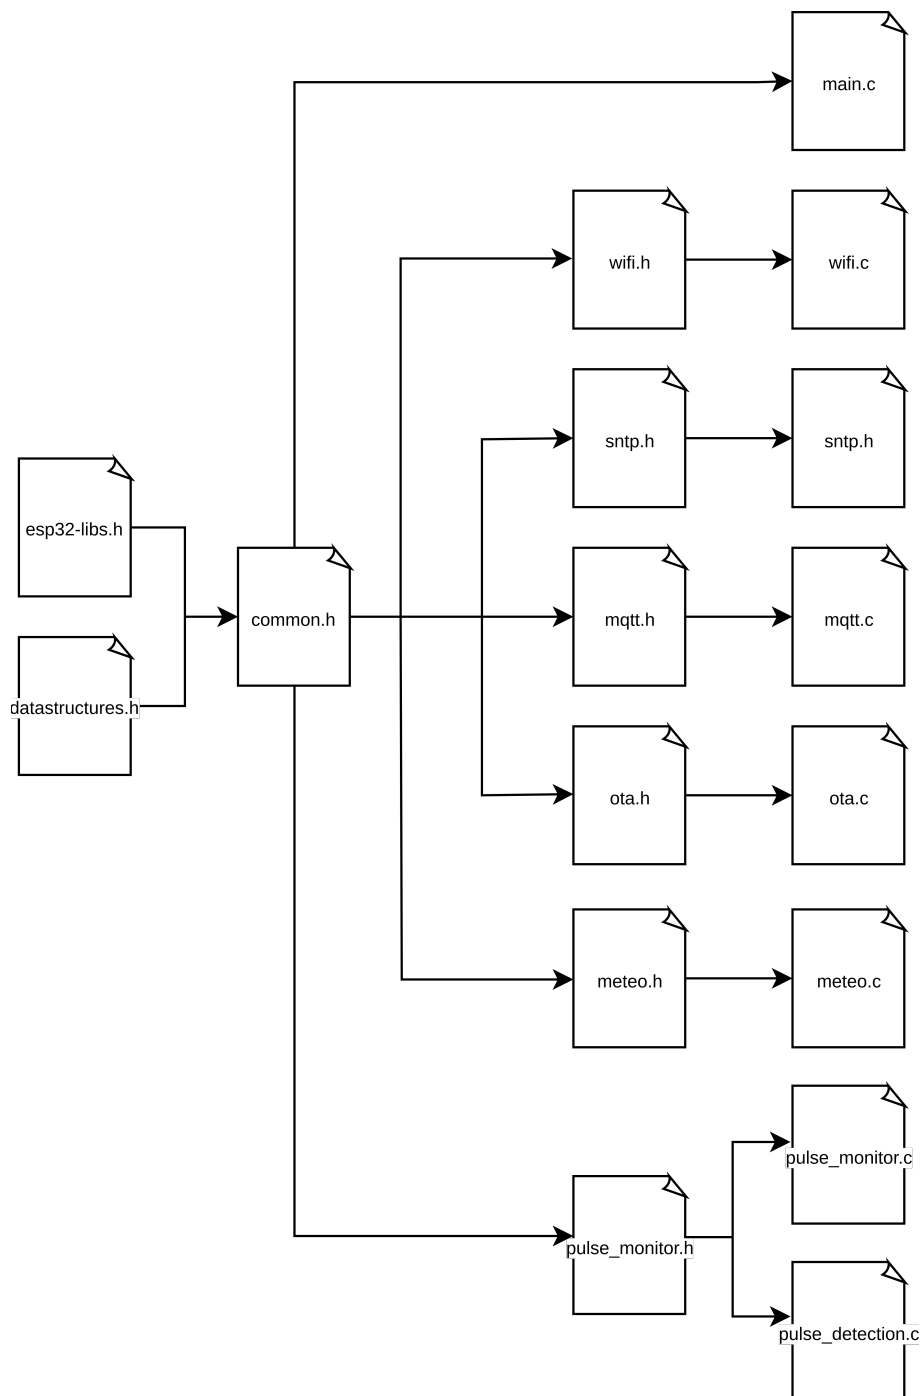 main.c
wifi.h
wifi.c
sntp.h
sntp.h
esp32-libs.h
common.h
mqtt.h
mqtt.c
datastructures.h
ota.h
ota.c
meteo.h
meteo.c
pulse_monitor.c
pulse_monitor.h
pulse_detection.c